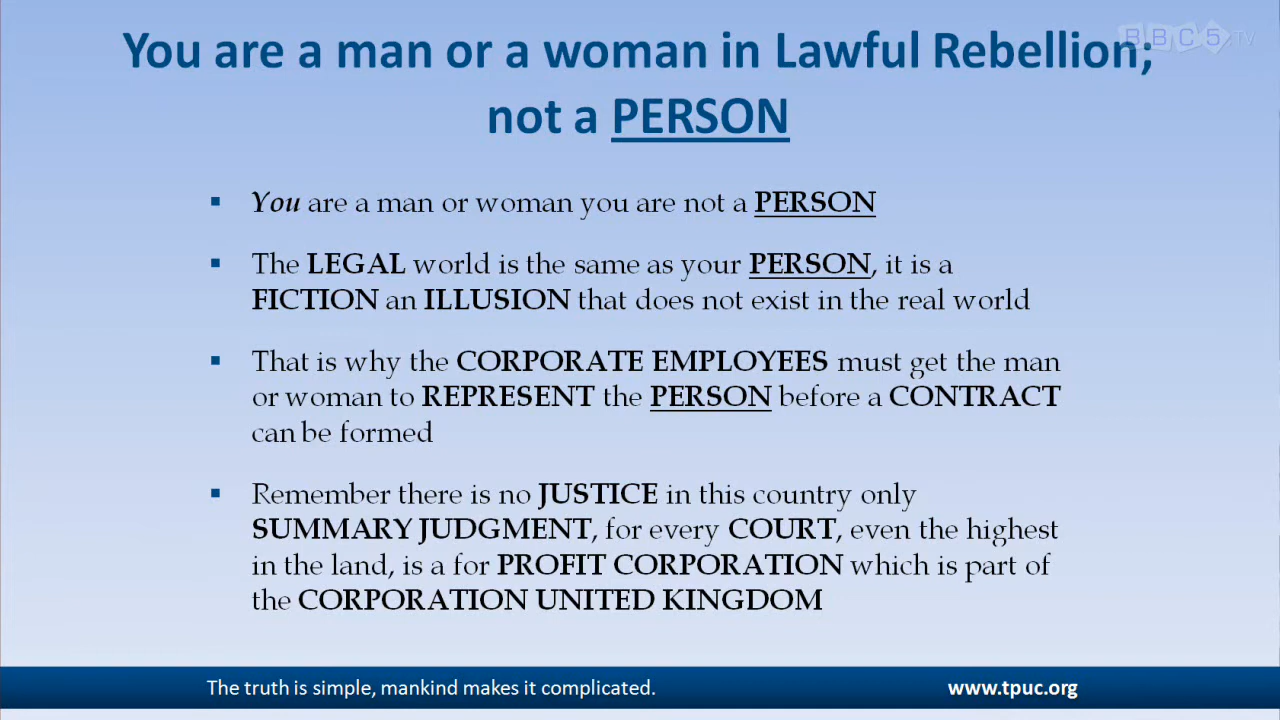 You are a man or a woman in Lawful Rebellion;
BBC5.TV
not a PERSON
You are a man or woman you are not a PERSON
The LEGAL world is the same as your PERSON, it is a
FICTION an ILLUSION that does not exist in the real world
That is why the CORPORATE EMPLOYEES must get the man
or woman to REPRESENT the PERSON before a CONTRACT
can be formed
Remember there is no JUSTICE in this country only
SUMMARY JUDGMENT, for every COURT, even the highest
in the land, is a for PROFIT CORPORATION which is part of
the CORPORATION UNITED KINGDOM
The truth is simple, mankind makes it complicated.
www.tpuc.org